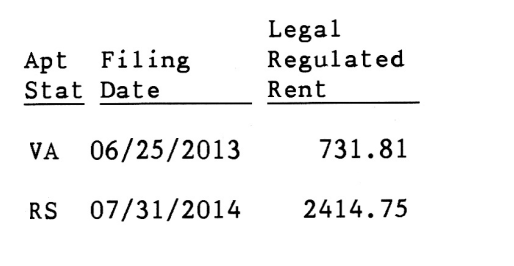 Legal
Apt Filing Regulated
Stat Date Rent
VA 06/25/2013 731.81
RS 07/31/2014 2414.75